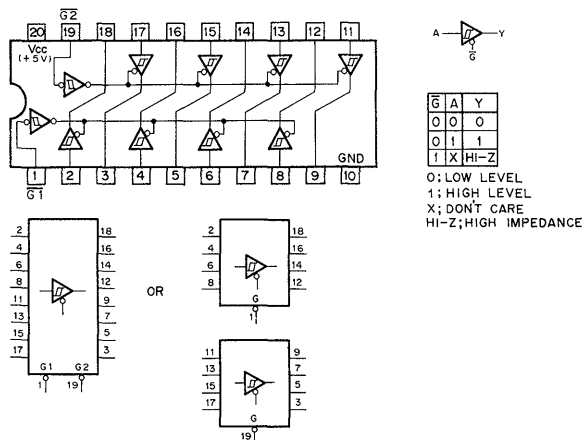 G2
20 19 18 17 16 15 14 13 12 11
Vcc
(+5V)
GND
1 2 3 4 5 6 7 8 9 10
G1
A Y
G
G A Y
0 0 0
0 1 1
1 X HI-Z
0; LOW LEVEL
1; HIGH LEVEL
X; DON'T CARE
HI-Z; HIGH IMPEDANCE
2 18
4 16
6 14
8 12
11 9
13 7
15 5
17 3
G1 G2
1 19
OR
2 18
4 16
6 14
8 12
G
1
11 9
13 7
15 5
17 3
G
19